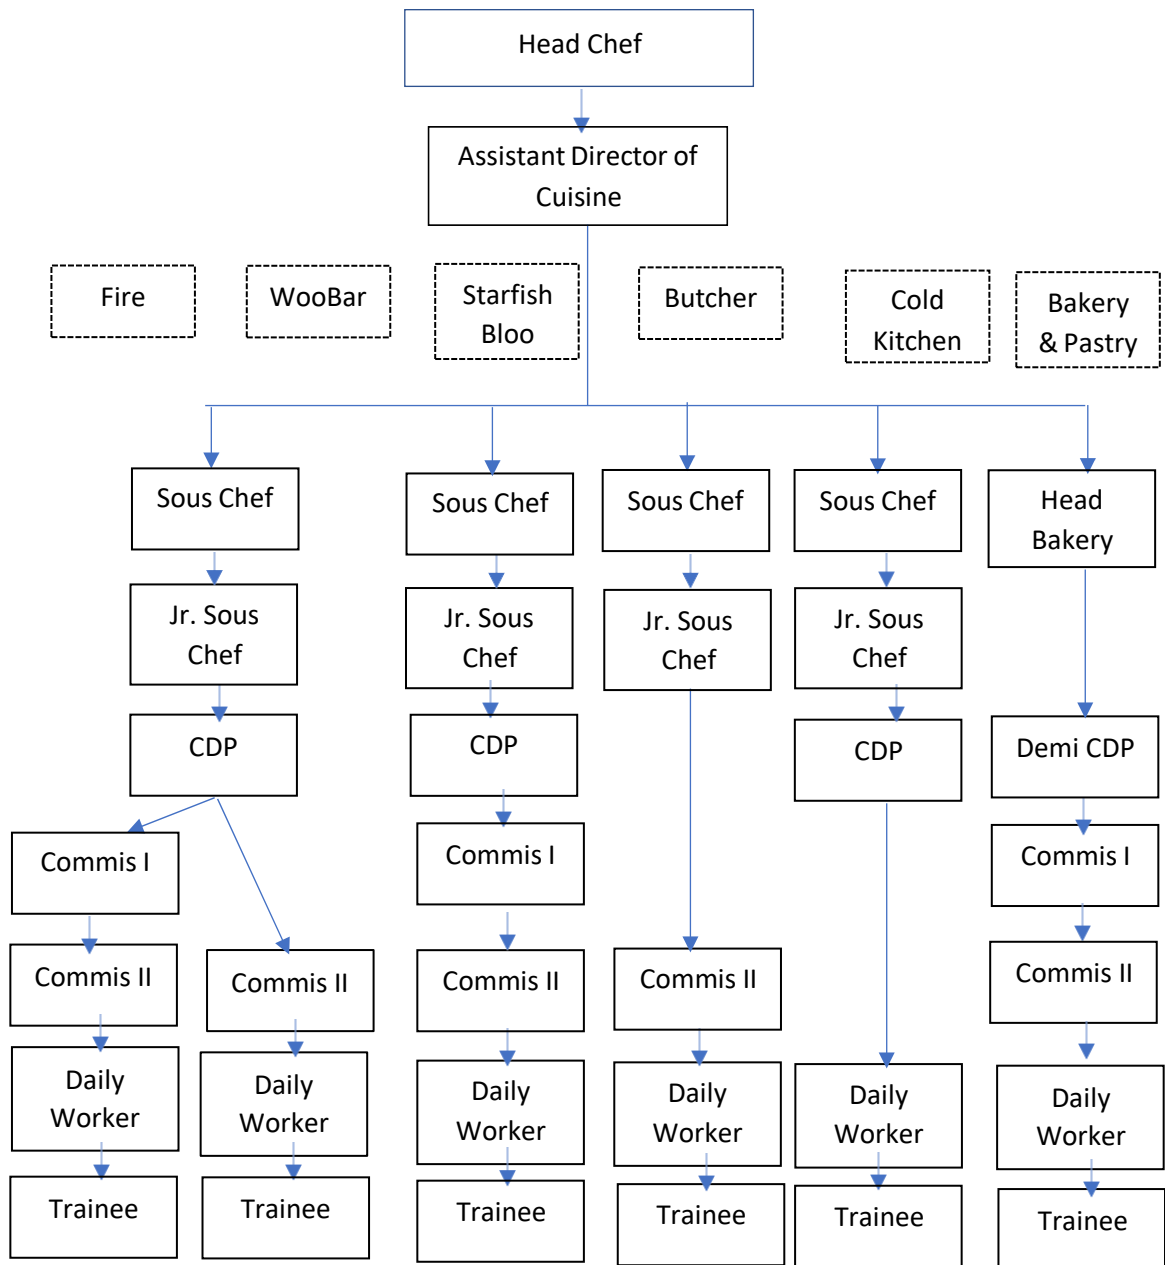 Head Chef
Assistant Director of
Cuisine
Fire
WooBar
Starfish
Bloo
Butcher
Cold
Kitchen
Bakery
& Pastry
Sous Chef
Sous Chef
Sous Chef
Sous Chef
Head
Bakery
Jr. Sous
Chef
Jr. Sous
Chef
Jr. Sous
Chef
Jr. Sous
Chef
CDP
CDP
CDP
Demi CDP
Commis I
Commis I
Commis I
Commis II
Commis II
Commis II
Commis II
Commis II
Daily
Worker
Daily
Worker
Daily
Worker
Daily
Worker
Daily
Worker
Daily
Worker
Trainee
Trainee
Trainee
Trainee
Trainee
Trainee